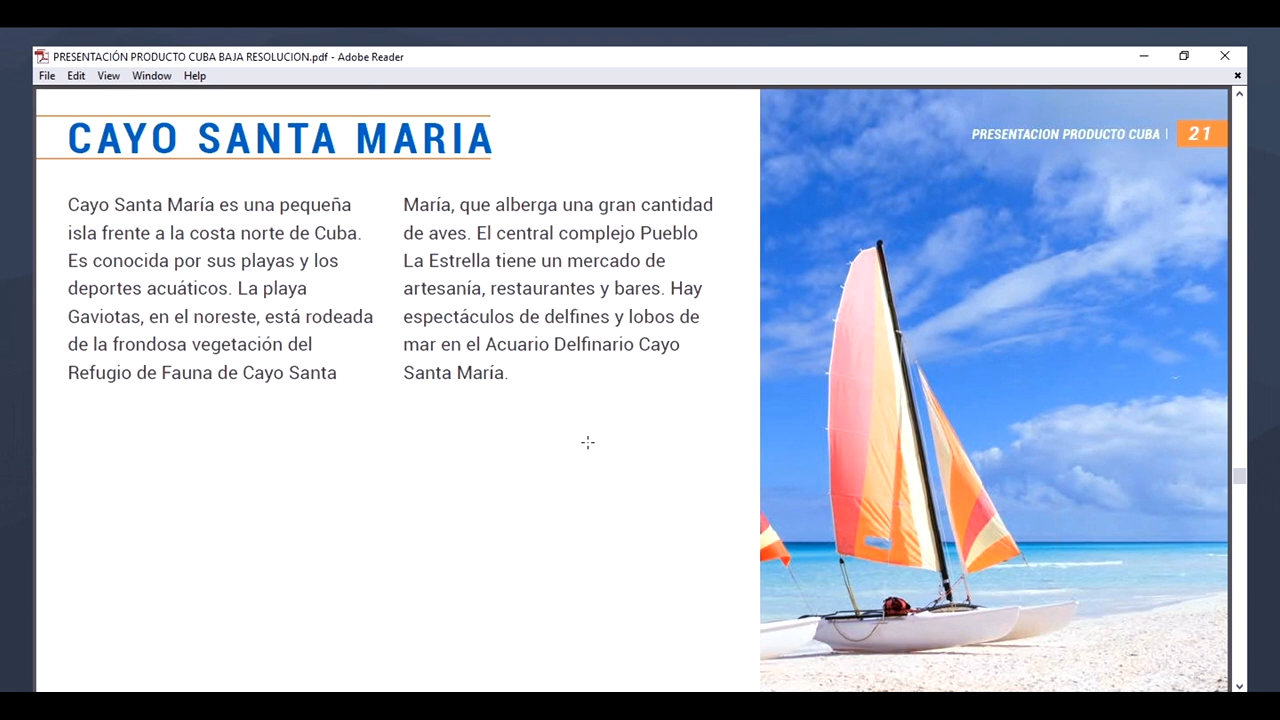 PRESENTACIÓN PRODUCTO CUBA BAJA RESOLUCION.pdf - Adobe Reader
File Edit View Window Help
CAYO SANTA MARIA
PRESENTACION PRODUCTO CUBA | 21
Cayo Santa María es una pequeña
isla frente a la costa norte de Cuba.
Es conocida por sus playas y los
deportes acuáticos. La playa
Gaviotas, en el noreste, está rodeada
de la frondosa vegetación del
Refugio de Fauna de Cayo Santa
María, que alberga una gran cantidad
de aves. El central complejo Pueblo
La Estrella tiene un mercado de
artesanía, restaurantes y bares. Hay
espectáculos de delfines y lobos de
mar en el Acuario Delfinario Cayo
Santa María.